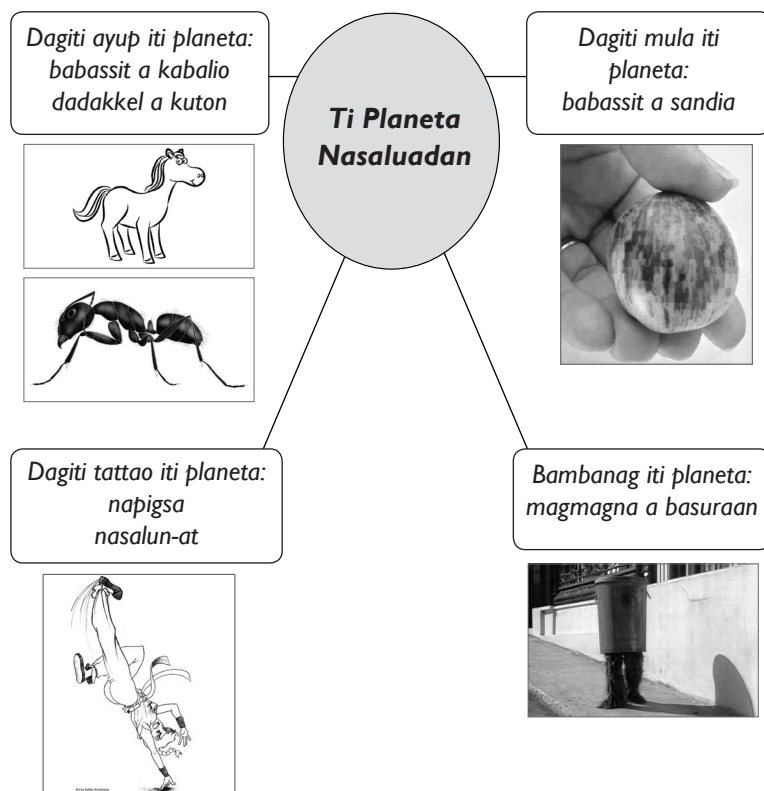 Dagiti ayup iti planeta:
babassit a kabalio
dadakkel a kuton
Ti Planeta
Nasaluadan
Dagiti mula iti
planeta:
babassit a sandia
Dagiti tattao iti planeta:
napigsa
nasalun-at
Bambanag iti planeta:
magmagna a basuraan